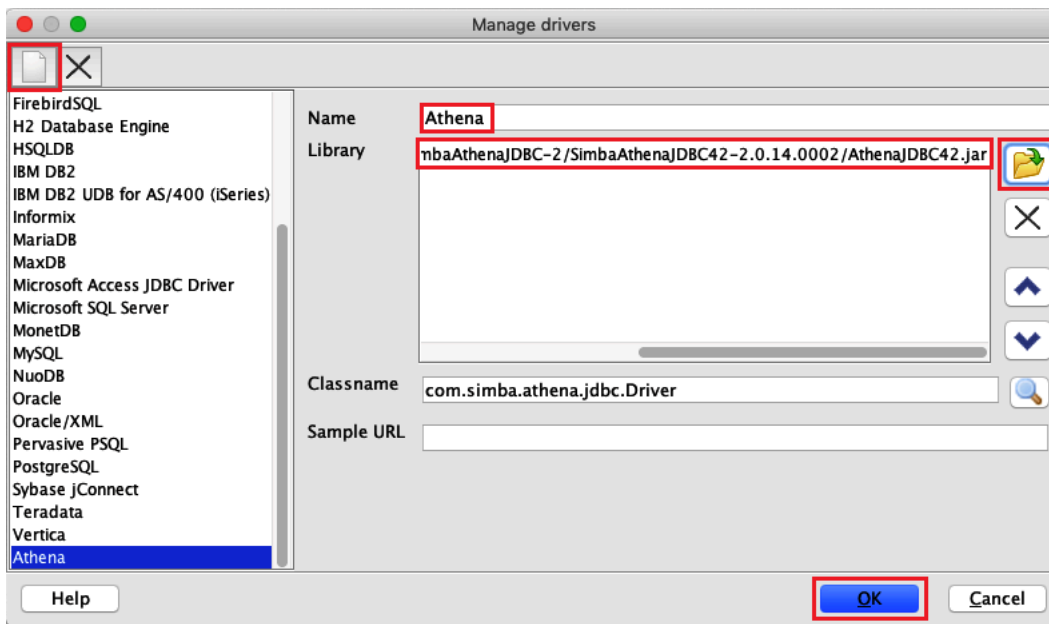 Manage drivers
FirebirdSQL
H2 Database Engine
HSQLDB
IBM DB2
IBM DB2 UDB for AS/400 (iSeries)
Informix
MariaDB
MaxDB
Microsoft Access JDBC Driver
Microsoft SQL Server
MonetDB
MySQL
NuoDB
Oracle
Oracle/XML
Pervasive PSQL
PostgreSQL
Sybase jConnect
Teradata
Vertica
Athena
Name Athena
Library mbaAthenaJDBC-2/SimbaAthenaJDBC42-2.0.14.0002/AthenaJDBC42.jar
Classname com.simba.athena.jdbc.Driver
Sample URL
Help OK Cancel